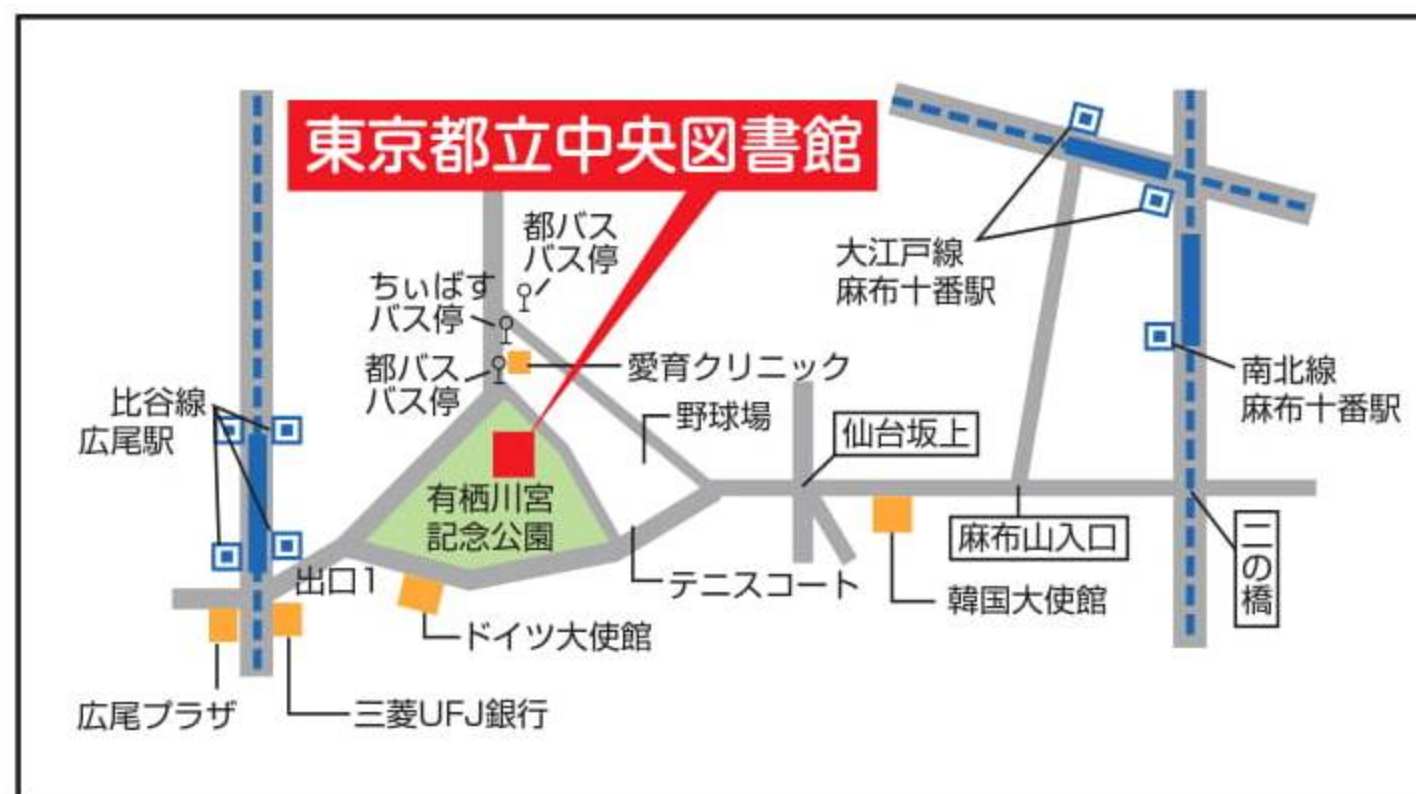 東京都立中央図書館
都バス
バス停
ちぃばす
バス停
都バス
バス停
愛育クリニック
野球場
仙台坂上
大江戸線
麻布十番駅
南北線
麻布十番駅
比谷線
広尾駅
有栖川宮
記念公園
麻布山入口
二の橋
出口1
テニスコート
韓国大使館
ドイツ大使館
広尾プラザ
三菱UFJ銀行